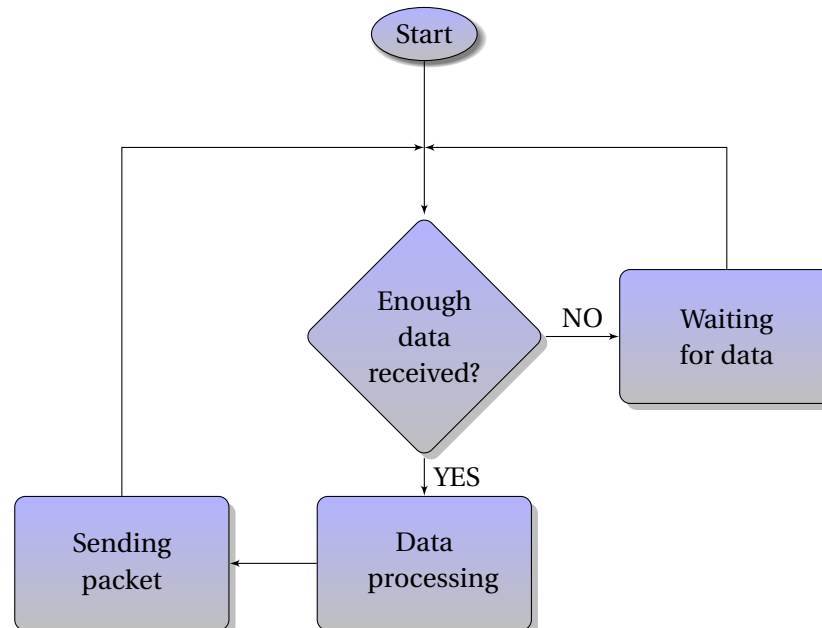 Start
Enough
data
received?
NO
Waiting
for data
YES
Data
processing
Sending
packet